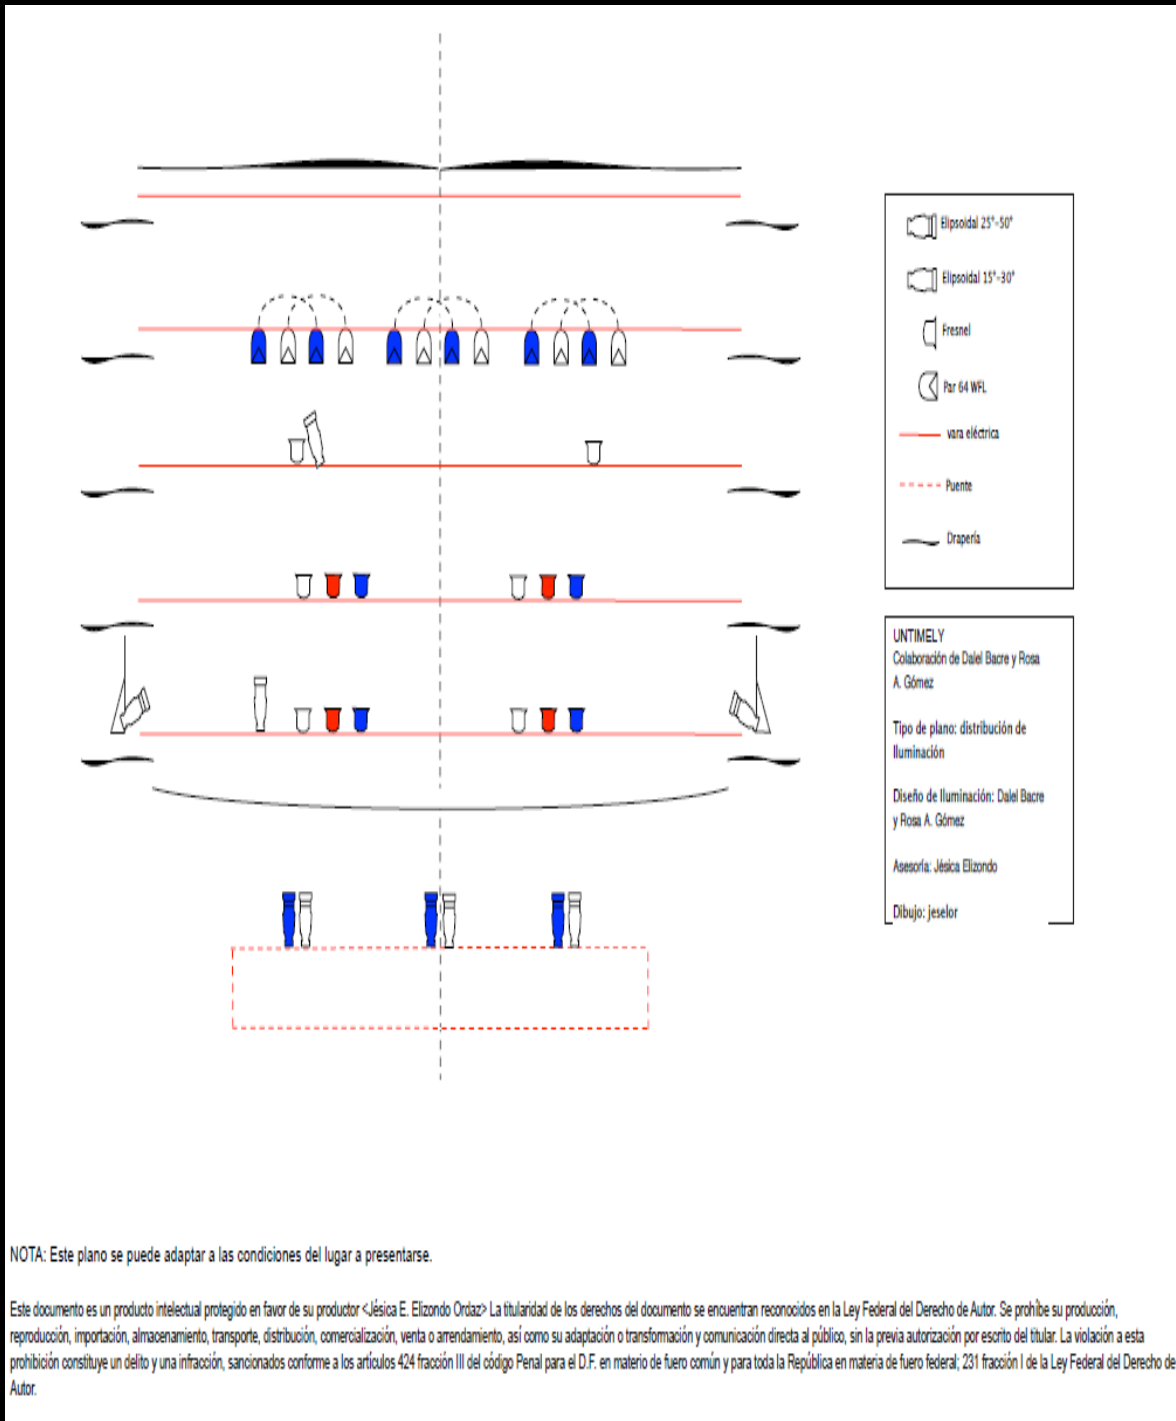 Elipsoidal 25°-50°
Elipsoidal 15°-30°
Fresnel
Par 64 WFL
vara eléctrica
Puente
Drapería
UNTIMELY
Colaboración de Dalel Bacre y Rosa
A. Gómez
Tipo de plano: distribución de
Iluminación
Diseño de Iluminación: Dalel Bacre
y Rosa A. Gómez
Asesoría: Jésica Elizondo
Dibujo: jeselor
NOTA: Este plano se puede adaptar a las condiciones del lugar a presentarse.
Este documento es un producto intelectual protegido en favor de su productor <Jésica E. Elizondo Ordaz> La titularidad de los derechos del documento se encuentran reconocidos en la Ley Federal del Derecho de Autor. Se prohíbe su producción,
reproducción, importación, almacenamiento, transporte, distribución, comercialización, venta o arrendamiento, así como su adaptación o transformación y comunicación directa al público, sin la previa autorización por escrito del titular. La violación a esta
prohibición constituye un delito y una infracción, sancionados conforme a los artículos 424 fracción III del código Penal para el D.F. en materio de fuero común y para toda la República en materia de fuero federal; 231 fracción I de la Ley Federal del Derecho de
Autor.